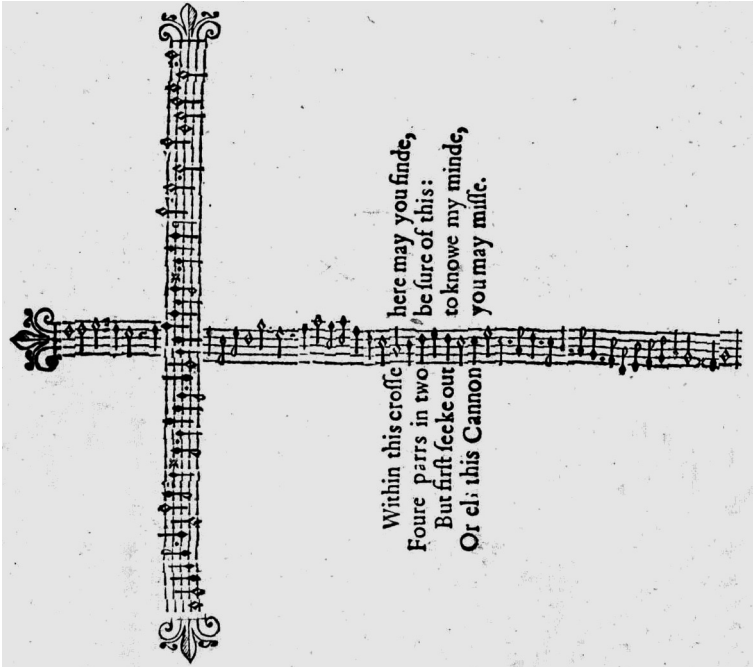 Within this croſſe here may you finde,
Foure parrs in two be ſure of this:
But firſt ſeeke out to knowe my minde,
Or elſ this Cannon you may miſſe.